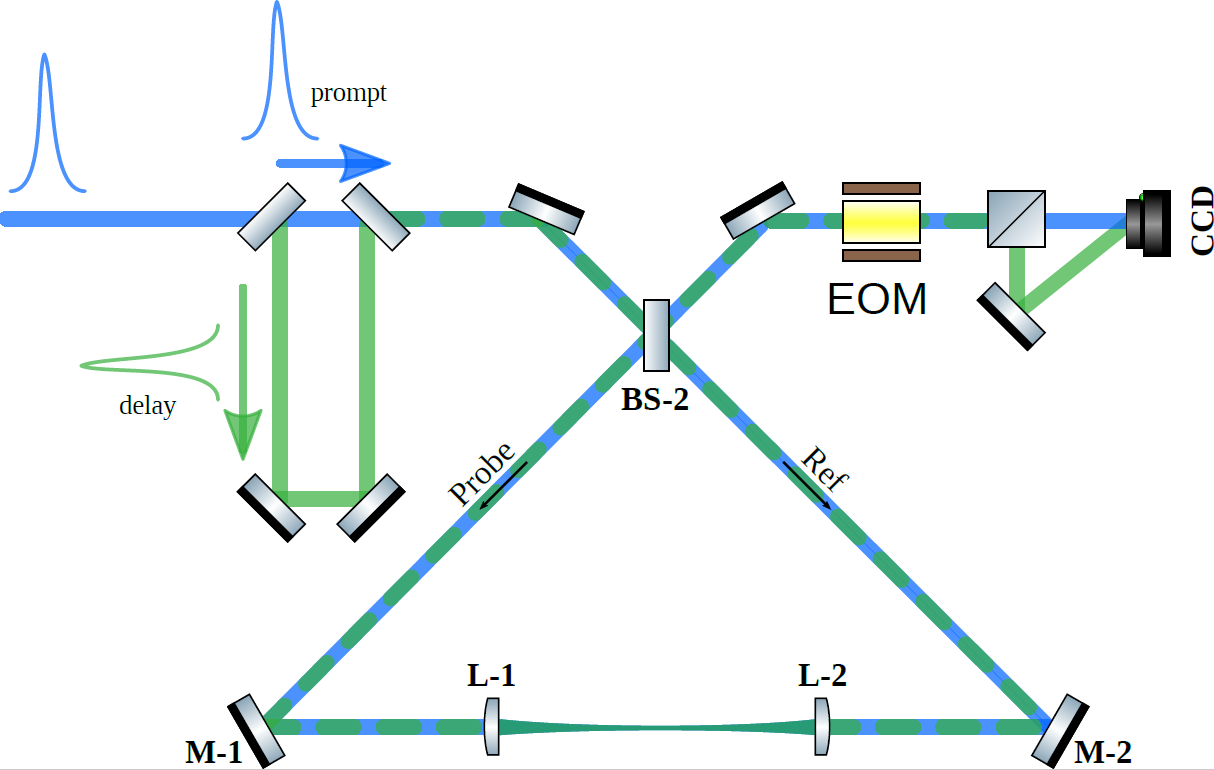 prompt
CCD
EOM
BS-2
delay
Probe
Ref
L-1
L-2
M-1
M-2